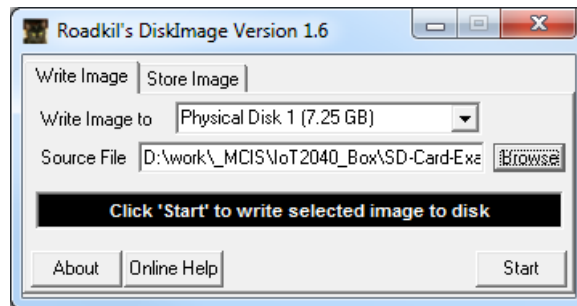 Roadkil's DiskImage Version 1.6
Write Image Store Image
Write Image to Physical Disk 1 (7.25 GB)
Source File D:\work\_MCIS\IoT2040_Box\SD-Card-Exa Browse
Click 'Start' to write selected image to disk
About Online Help Start